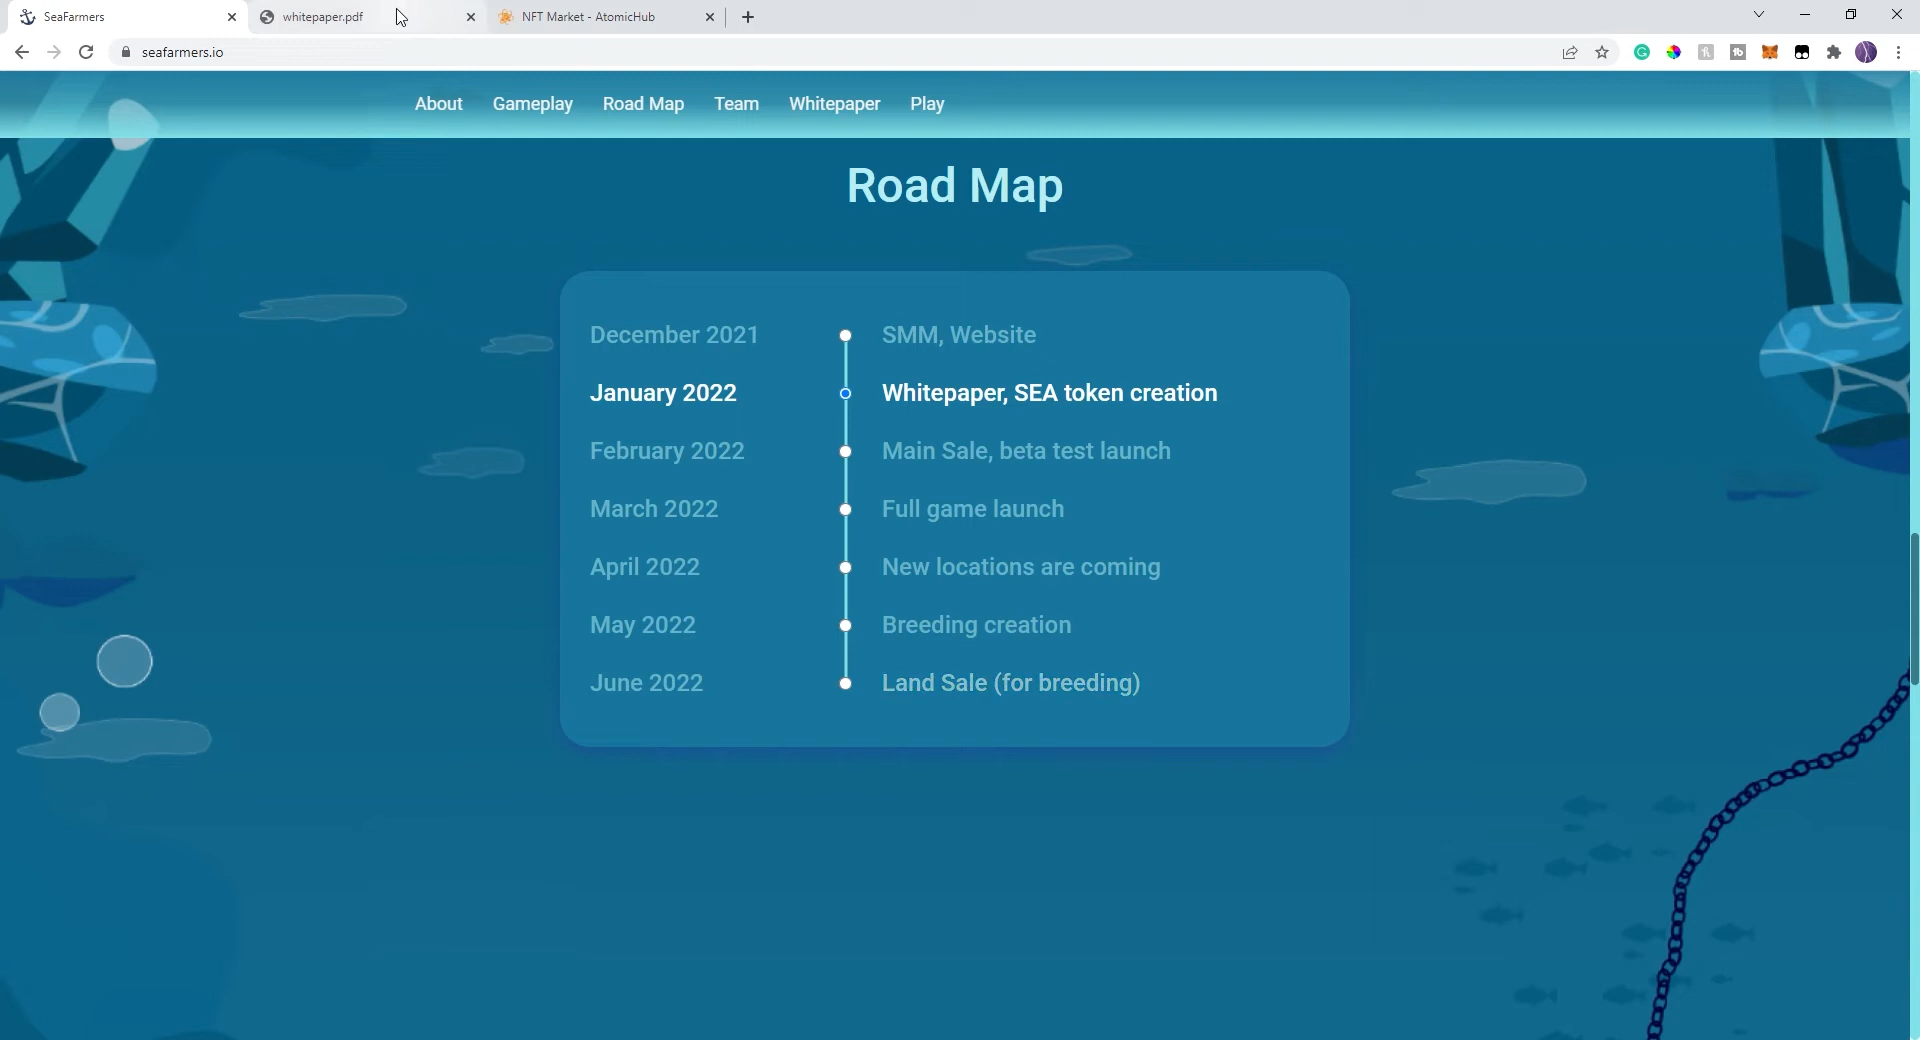 SeaFarmers
whitepaper.pdf
NFT Market - AtomicHub
seafarmers.io
About Gameplay Road Map Team Whitepaper Play
Road Map
December 2021 SMM, Website
January 2022 Whitepaper, SEA token creation
February 2022 Main Sale, beta test launch
March 2022 Full game launch
April 2022 New locations are coming
May 2022 Breeding creation
June 2022 Land Sale (for breeding)